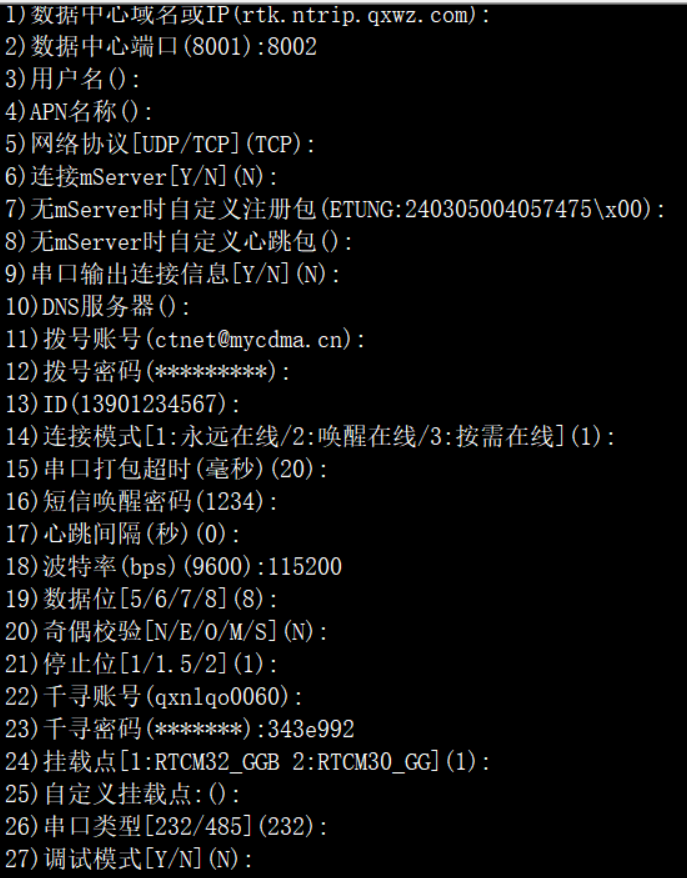 1)数据中心域名或IP(rtk.ntrip.qxwz.com):
2)数据中心端口(8001):8002
3)用户名():
4)APN名称():
5)网络协议[UDP/TCP](TCP):
6)连接mServer[Y/N](N):
7)无mServer时自定义注册包(ETUNG:240305004057475\x00):
8)无mServer时自定义心跳包():
9)串口输出连接信息[Y/N](N):
10)DNS服务器():
11)拨号账号(ctnet@mycdma.cn):
12)拨号密码(*********):
13)ID(13901234567):
14)连接模式[1:永远在线/2:唤醒在线/3:按需在线](1):
15)串口打包超时(毫秒)(20):
16)短信唤醒密码(1234):
17)心跳间隔(秒)(0):
18)波特率(bps)(9600):115200
19)数据位[5/6/7/8](8):
20)奇偶校验[N/E/O/M/S](N):
21)停止位[1/1.5/2](1):
22)千寻账号(qxnlqo0060):
23)千寻密码(*******):343e992
24)挂载点[1:RTCM32_GGB 2:RTCM30_GG](1):
25)自定义挂载点:():
26)串口类型[232/485](232):
27)调试模式[Y/N](N):